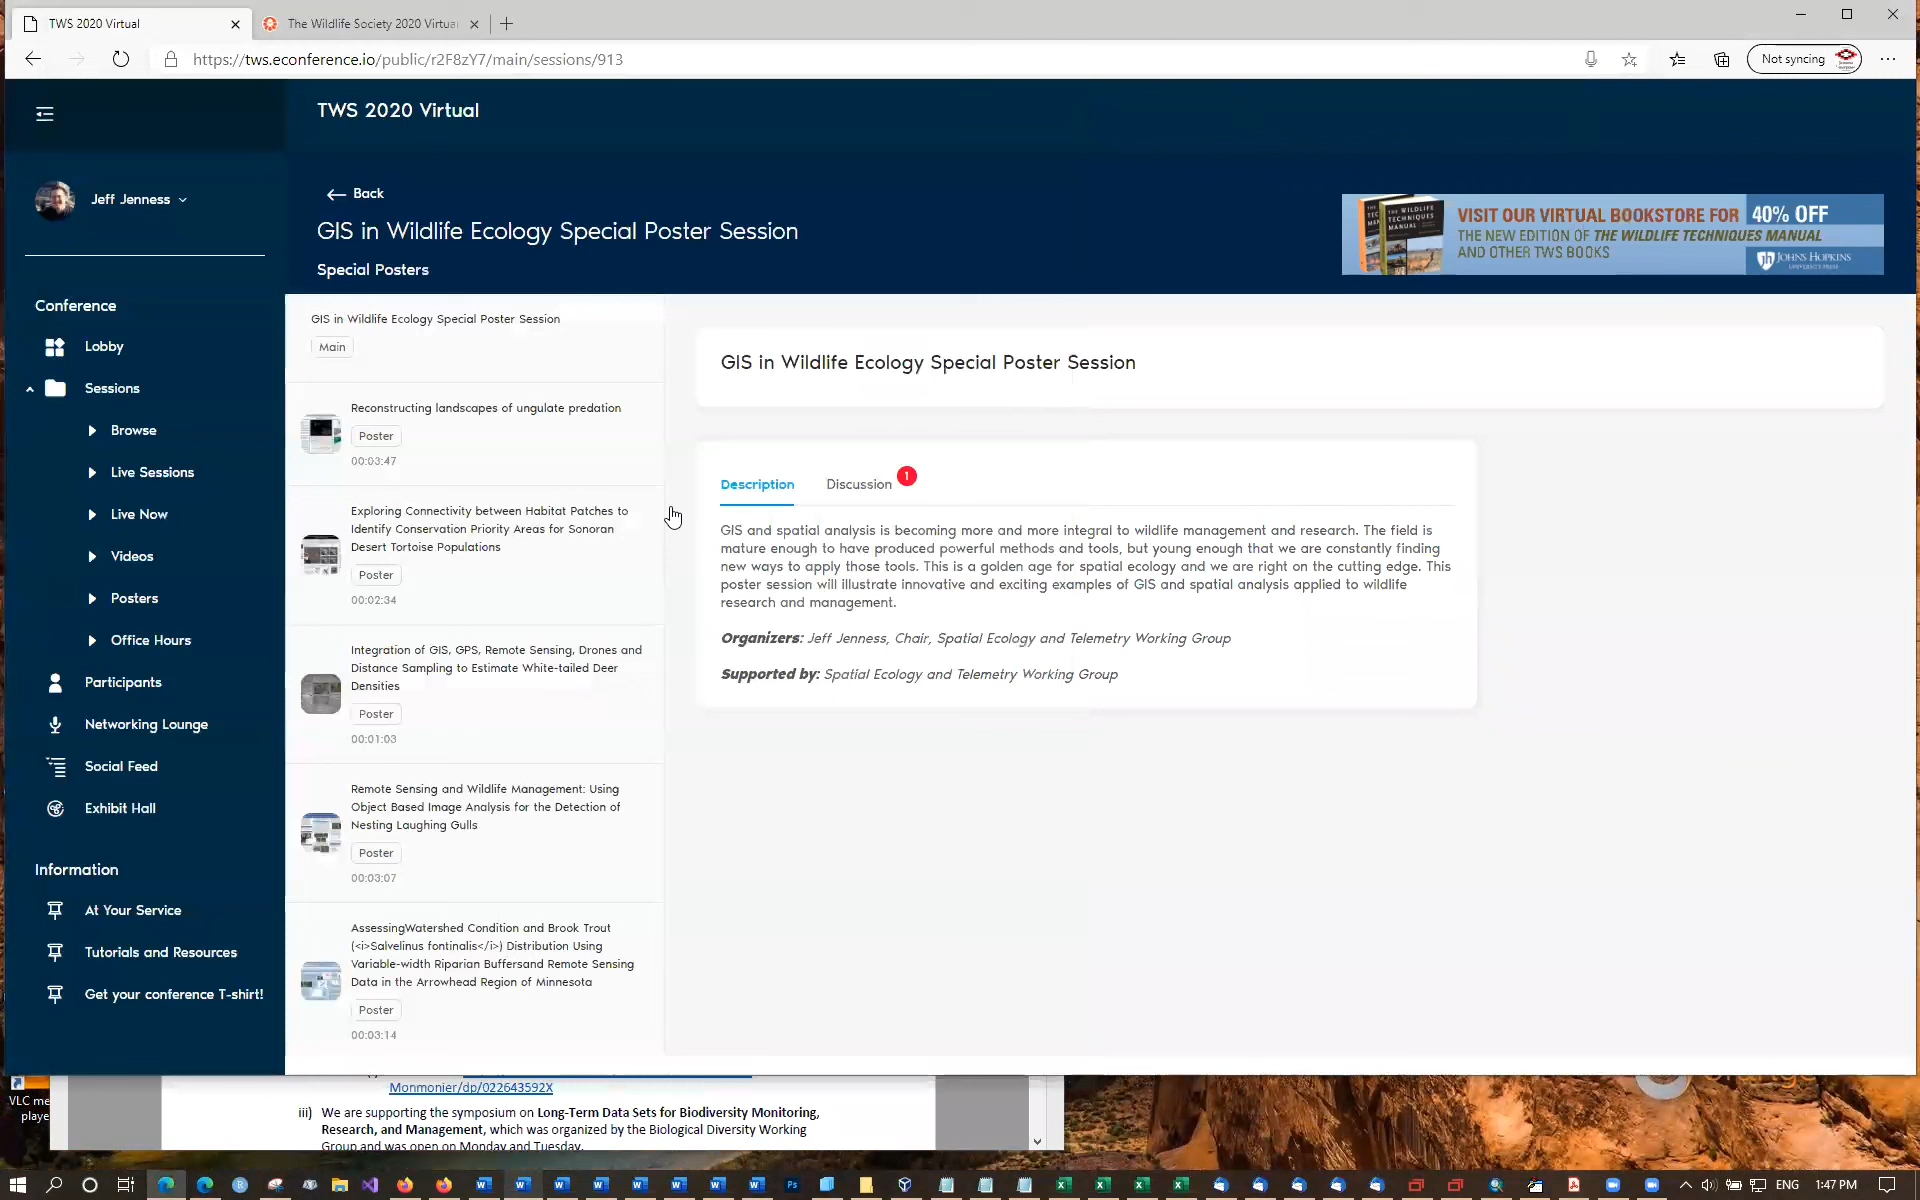 TWS 2020 Virtual
The Wildlife Society 2020 Virtua
https://tws.econference.io/public/r2F8zY7/main/sessions/913
Not syncing
TWS 2020 Virtual
Jeff Jenness
Back
GIS in Wildlife Ecology Special Poster Session
Special Posters
THE WILDLIFE TECHNIQUES MANUAL
VISIT OUR VIRTUAL BOOKSTORE FOR 40% OFF
THE NEW EDITION OF THE WILDLIFE TECHNIQUES MANUAL
AND OTHER TWS BOOKS
JOHNS HOPKINS
UNIVERSITY PRESS
Conference
Lobby
Sessions
Browse
Live Sessions
Live Now
Videos
Posters
Office Hours
Participants
Networking Lounge
Social Feed
Exhibit Hall
Information
At Your Service
Tutorials and Resources
Get your conference T-shirt!
GIS in Wildlife Ecology Special Poster Session
Main
Reconstructing landscapes of ungulate predation
Poster
00:03:47
Exploring Connectivity between Habitat Patches to
Identify Conservation Priority Areas for Sonoran
Desert Tortoise Populations
Poster
00:02:34
Integration of GIS, GPS, Remote Sensing, Drones and
Distance Sampling to Estimate White-tailed Deer
Densities
Poster
00:01:03
Remote Sensing and Wildlife Management: Using
Object Based Image Analysis for the Detection of
Nesting Laughing Gulls
Poster
00:03:07
AssessingWatershed Condition and Brook Trout
(<i>Salvelinus fontinalis</i>) Distribution Using
Variable-width Riparian Buffersand Remote Sensing
Data in the Arrowhead Region of Minnesota
Poster
00:03:14
GIS in Wildlife Ecology Special Poster Session
Description
Discussion 1
GIS and spatial analysis is becoming more and more integral to wildlife management and research. The field is
mature enough to have produced powerful methods and tools, but young enough that we are constantly finding
new ways to apply those tools. This is a golden age for spatial ecology and we are right on the cutting edge. This
poster session will illustrate innovative and exciting examples of GIS and spatial analysis applied to wildlife
research and management.
Organizers: Jeff Jenness, Chair, Spatial Ecology and Telemetry Working Group
Supported by: Spatial Ecology and Telemetry Working Group
VLC me
playe
Monmonier/dp/022643592X
iii) We are supporting the symposium on Long-Term Data Sets for Biodiversity Monitoring,
Research, and Management, which was organized by the Biological Diversity Working
Group and was open on Monday and Tuesday.
ENG
1:47 PM